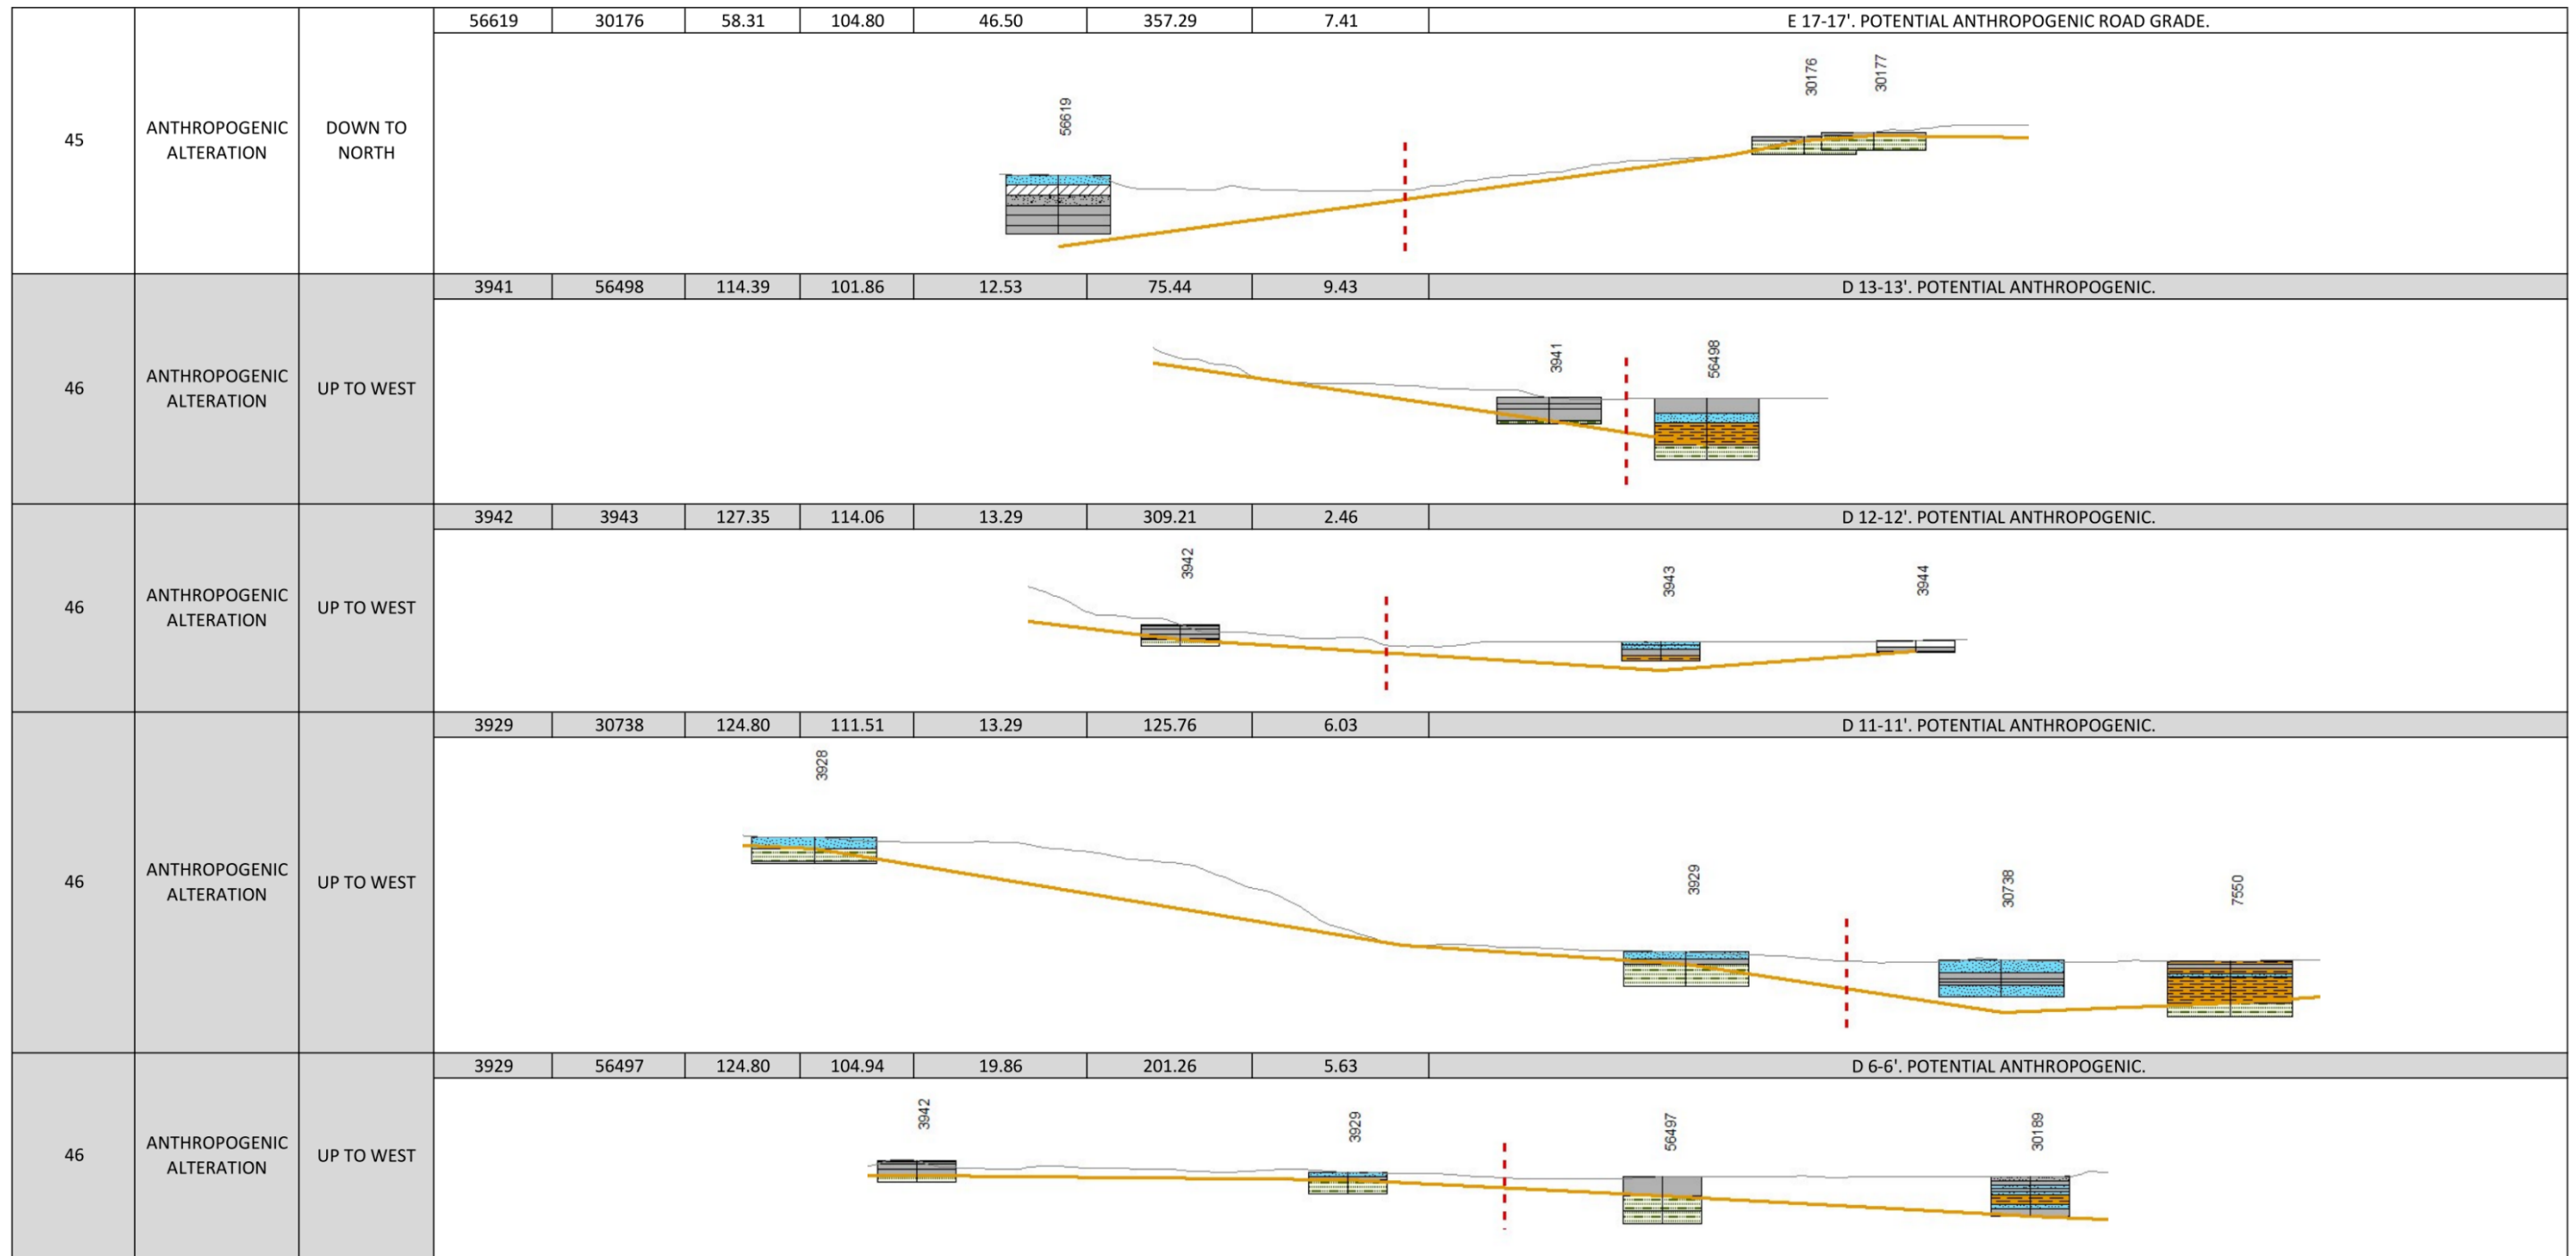 56619 30176 58.31 104.80 46.50 357.29 7.41 E 17-17'. POTENTIAL ANTHROPOGENIC ROAD GRADE.
45
ANTHROPOGENIC
ALTERATION
DOWN TO
NORTH
56619
30176
30177
3941 56498 114.39 101.86 12.53 75.44 9.43 D 13-13'. POTENTIAL ANTHROPOGENIC.
46
ANTHROPOGENIC
ALTERATION
UP TO WEST
3941
56498
3942 3943 127.35 114.06 13.29 309.21 2.46 D 12-12'. POTENTIAL ANTHROPOGENIC.
46
ANTHROPOGENIC
ALTERATION
UP TO WEST
3942
3943
3944
3929 30738 124.80 111.51 13.29 125.76 6.03 D 11-11'. POTENTIAL ANTHROPOGENIC.
46
ANTHROPOGENIC
ALTERATION
UP TO WEST
3928
3929
30738
7550
3929 56497 124.80 104.94 19.86 201.26 5.63 D 6-6'. POTENTIAL ANTHROPOGENIC.
46
ANTHROPOGENIC
ALTERATION
UP TO WEST
3942
3929
56497
30189